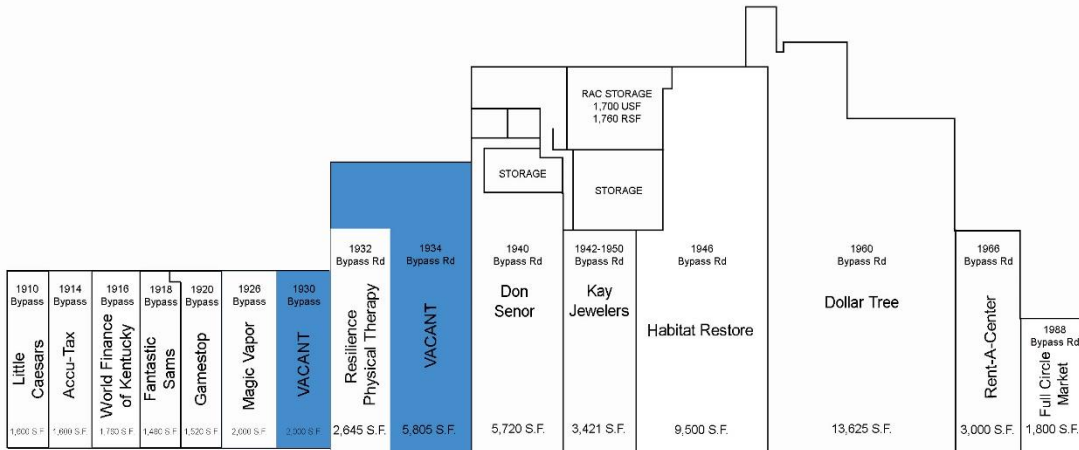 RAC STORAGE
1,700 USF
1,760 RSF
STORAGE
STORAGE
1910
Bypass
Little
Caesars
1,600 S.F.
1914
Bypass
Accu-Tax
1,600 S.F.
1916
Bypass
World Finance
of Kentucky
1,760 S.F.
1918
Bypass
Fantastic
Sams
1,480 S.F.
1920
Bypass
Gamestop
1,520 S.F.
1926
Bypass
Magic Vapor
2,000 S.F.
1930
Bypass
VACANT
2,000 S.F.
1932
Bypass Rd
Resilience
Physical Therapy
2,645 S.F.
1934
Bypass Rd
VACANT
5,805 S.F.
1940
Bypass Rd
Don
Senor
5,720 S.F.
1942-1950
Bypass Rd
Kay
Jewelers
3,421 S.F.
1946
Bypass Rd
Habitat Restore
9,500 S.F.
1960
Bypass Rd
Dollar Tree
13,625 S.F.
1966
Bypass Rd
Rent-A-Center
3,000 S.F.
1988
Bypass Rd
Full Circle
Market
1,800 S.F.